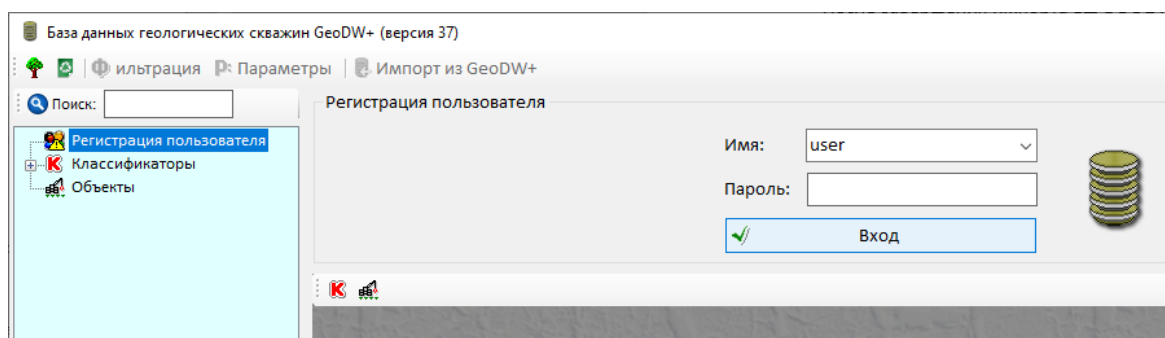 База данных геологических скважин GeoDW+ (версия 37)
Фильтрация Р: Параметры Импорт из GeoDW+
Поиск:
Регистрация пользователя
Имя: user
Пароль:
Вход
Регистрация пользователя
К Классификаторы
Объекты
К